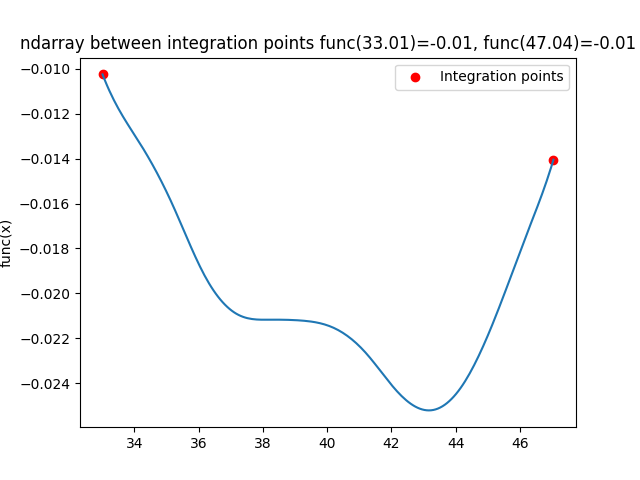 ndarray between integration points func(33.01)=-0.01, func(47.04)=-0.01
Integration points
func(x)
−0.010
−0.012
−0.014
−0.016
−0.018
−0.020
−0.022
−0.024
34 36 38 40 42 44 46